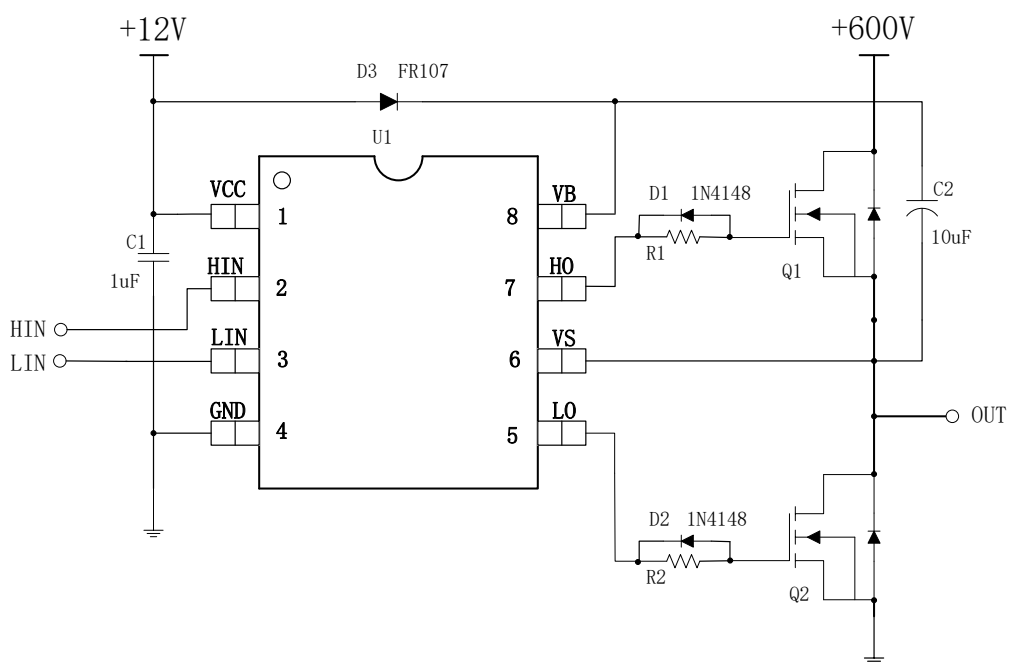 +12V
+600V
D3 FR107
U1
VCC
VB
D1 1N4148
C2
1
8
C1
R1
10uF
HIN
HO
Q1
1uF
2
7
HIN
LIN
VS
LIN
3
6
GND
LO
OUT
4
5
D2 1N4148
R2
Q2